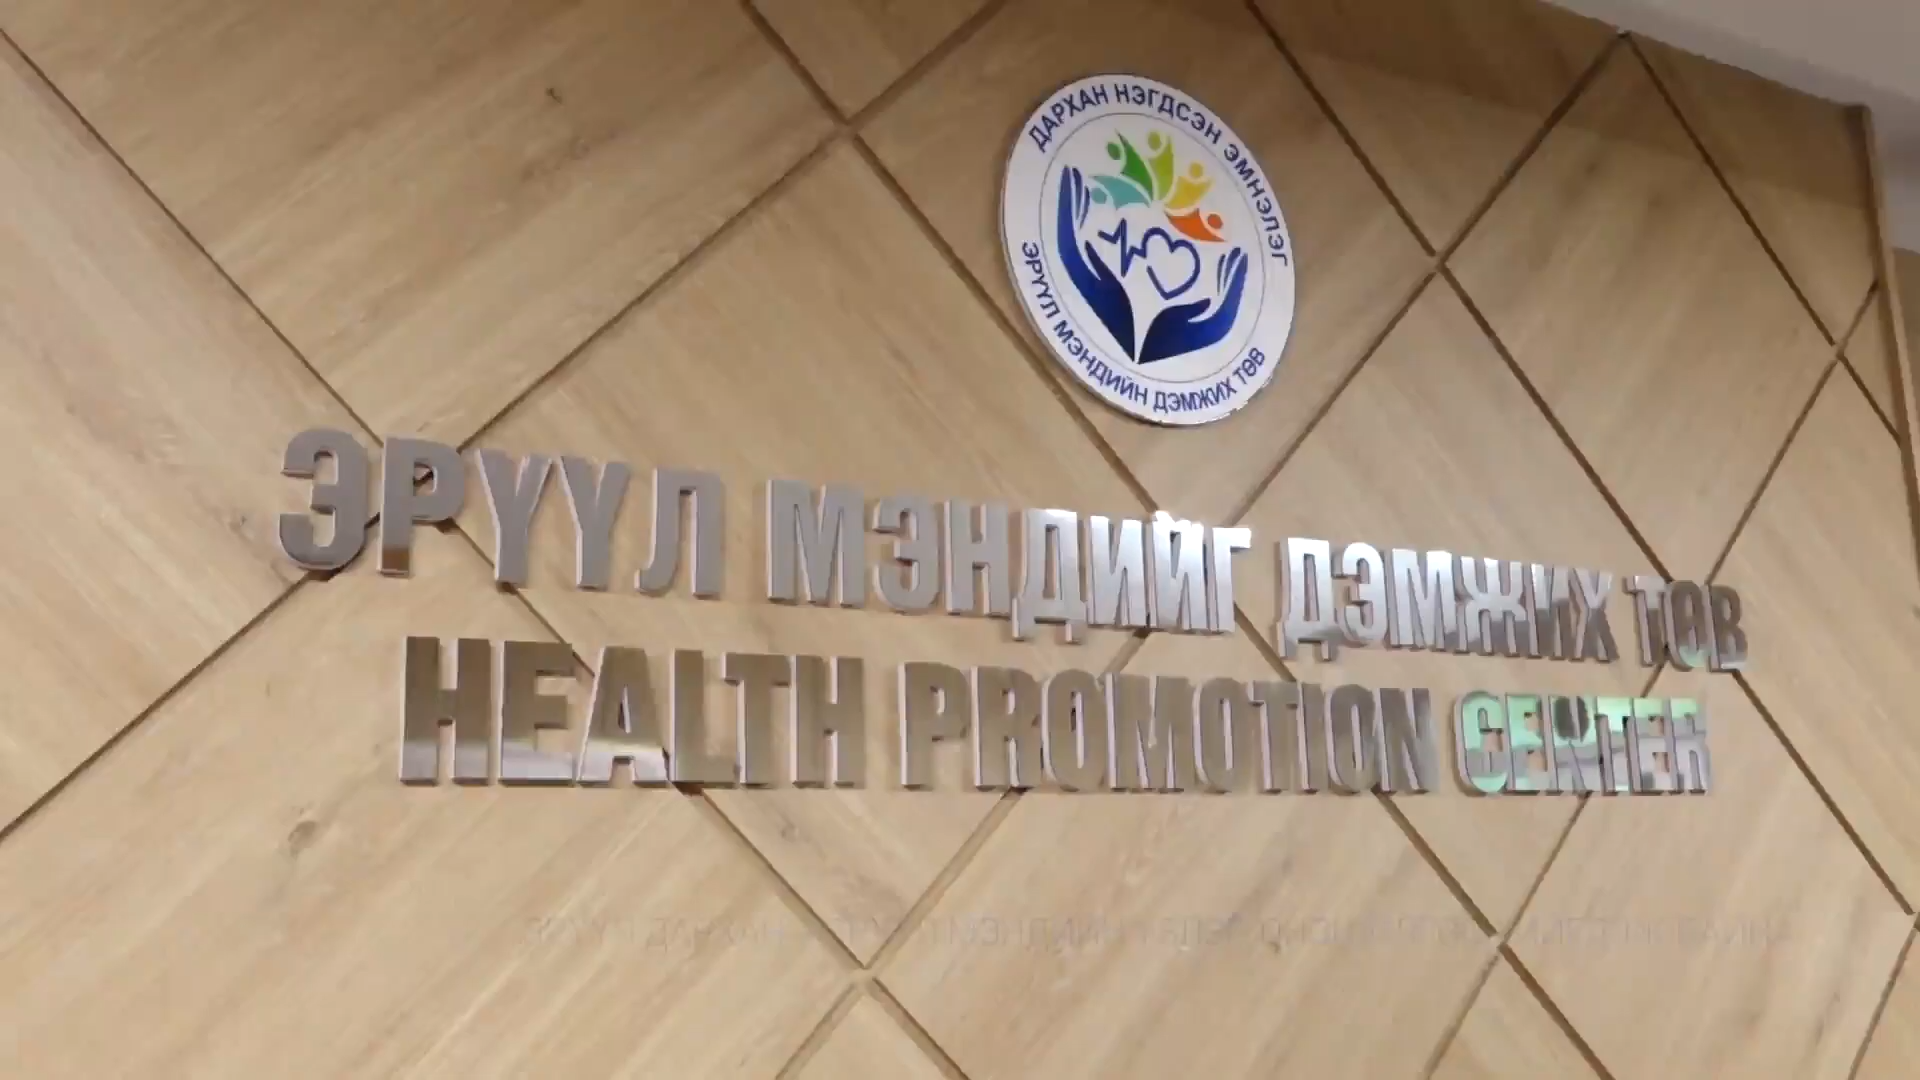 ДАРХАН НЭГДСЭН ЭМНЭЛЭГ
ЭРҮҮЛ МЭНДИЙН ДЭМЖИХ ТӨВ
ЭРҮҮЛ МЭНДИЙГ ДЭМЖИХ ТӨВ
HEALTH PROMOTION CENTER